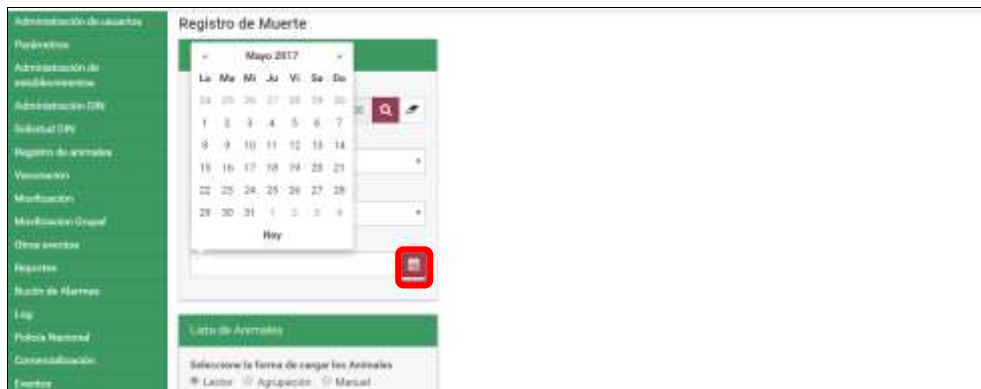 Administración de usuarios
Parámetros
Administración de
establecimientos
Administración DIN
Solicitud DIN
Registro de animales
Vacunación
Movilización
Movilizacion Grupal
Otros eventos
Reportes
Buzón de Alarmas
Log
Policía Nacional
Comercialización
Eventos
Registro de Muerte
« Mayo 2017 »
Lu Ma Mi Ju Vi Sa Do
24 25 26 27 28 29 30
1 2 3 4 5 6 7
8 9 10 11 12 13 14
15 16 17 18 19 20 21
22 23 24 25 26 27 28
29 30 31 1 2 3 4
Hoy
Lista de Animales
Seleccione la forma de cargar los Animales
Lector Agrupación Manual